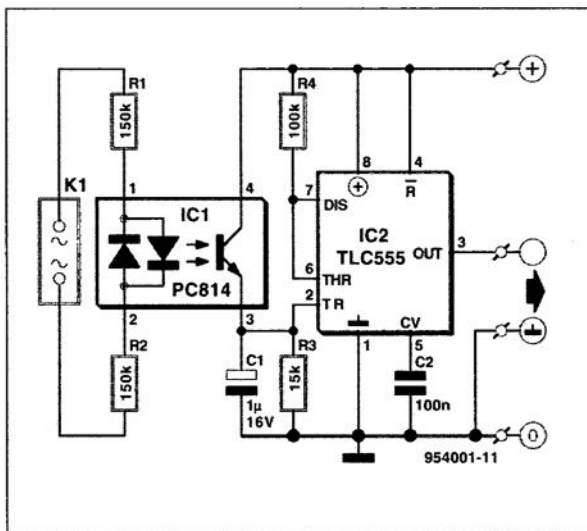 R1
150k
K1
~
~
1
IC1
4
PC814
2
3
R2
150k
R4
100k
C1
1µ
16V
R3
15k
8
4
+
R
7
DIS
IC2
TLC555
OUT
3
6
THR
2
TR
CV
1
5
C2
100n
+
0
954001-11